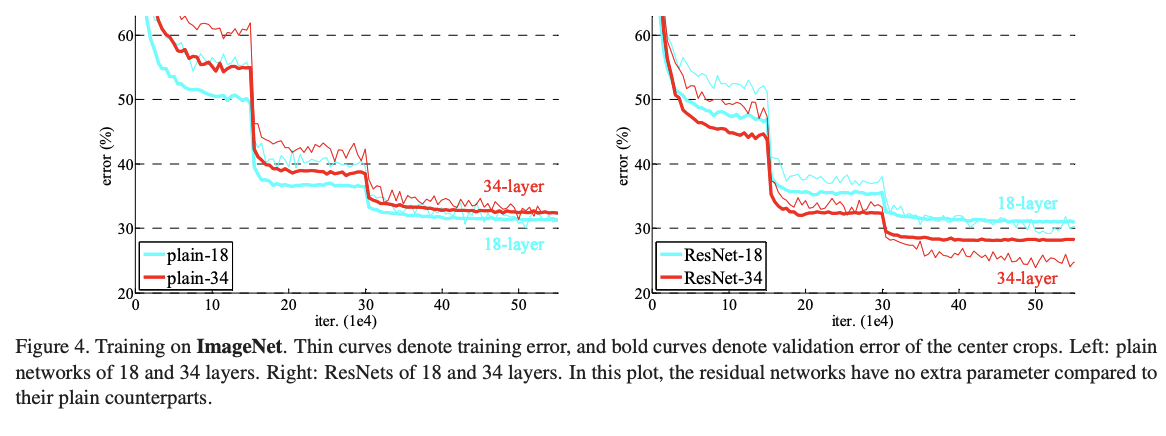 60
50
40
30
20
error (%)
0
10
20
30
40
50
iter. (1e4)
34-layer
18-layer
plain-18
plain-34
60
50
40
30
20
error (%)
0
10
20
30
40
50
iter. (1e4)
18-layer
34-layer
ResNet-18
ResNet-34
Figure 4. Training on ImageNet. Thin curves denote training error, and bold curves denote validation error of the center crops. Left: plain
networks of 18 and 34 layers. Right: ResNets of 18 and 34 layers. In this plot, the residual networks have no extra parameter compared to
their plain counterparts.